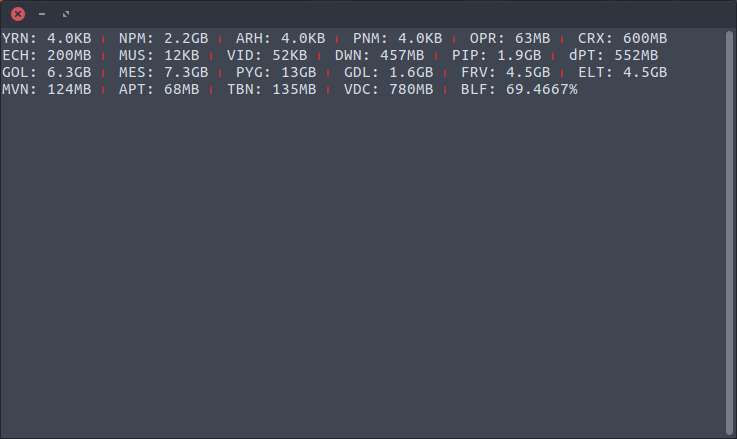 YRN: 4.0KB ╷ NPM: 2.2GB ╷ ARH: 4.0KB ╷ PNM: 4.0KB ╷ OPR: 63MB ╷ CRX: 600MB
ECH: 200MB ╷ MUS: 12KB ╷ VID: 52KB ╷ DWN: 457MB ╷ PIP: 1.9GB ╷ dPT: 552MB
GOL: 6.3GB ╷ MES: 7.3GB ╷ PYG: 13GB ╷ GDL: 1.6GB ╷ FRV: 4.5GB ╷ ELT: 4.5GB
MVN: 124MB ╷ APT: 68MB ╷ TBN: 135MB ╷ VDC: 780MB ╷ BLF: 69.4667%